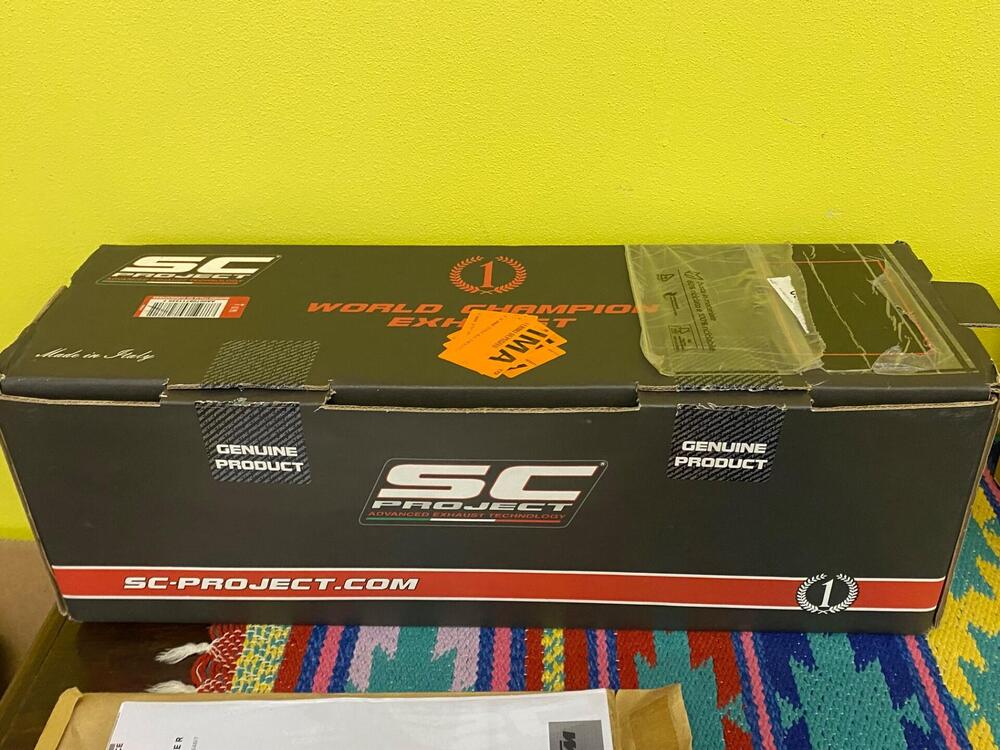 SC
PROJECT
1
WORLD CHAMPION
Made in Italy
iMA
GENUINE
PRODUCT
GENUINE
PRODUCT
SC
PROJECT
ADVANCED EXHAUST TECHNOLOGY
SC-PROJECT.COM
1